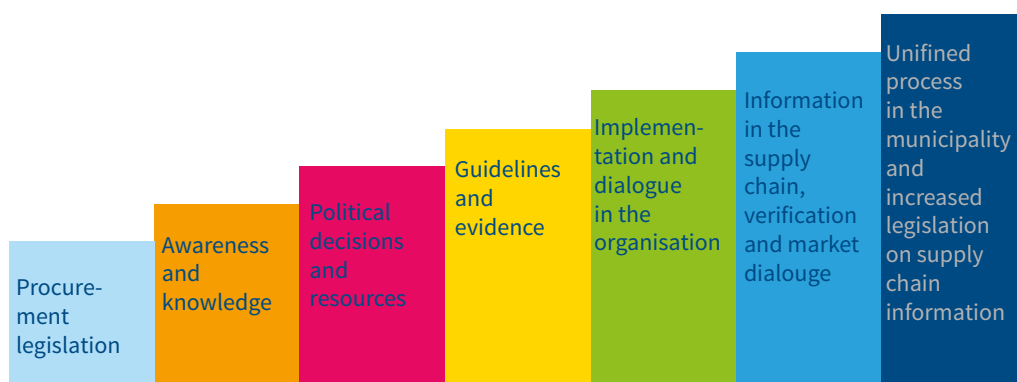 Procure-
ment
legislation
Awareness
and
knowledge
Political
decisions
and
resources
Guidelines
and
evidence
Implemen-
tation and
dialogue
in the
organisation
Information
in the
supply
chain,
verification
and market
dialouge
Unifined
process
in the
municipality
and
increased
legislation
on supply
chain
information